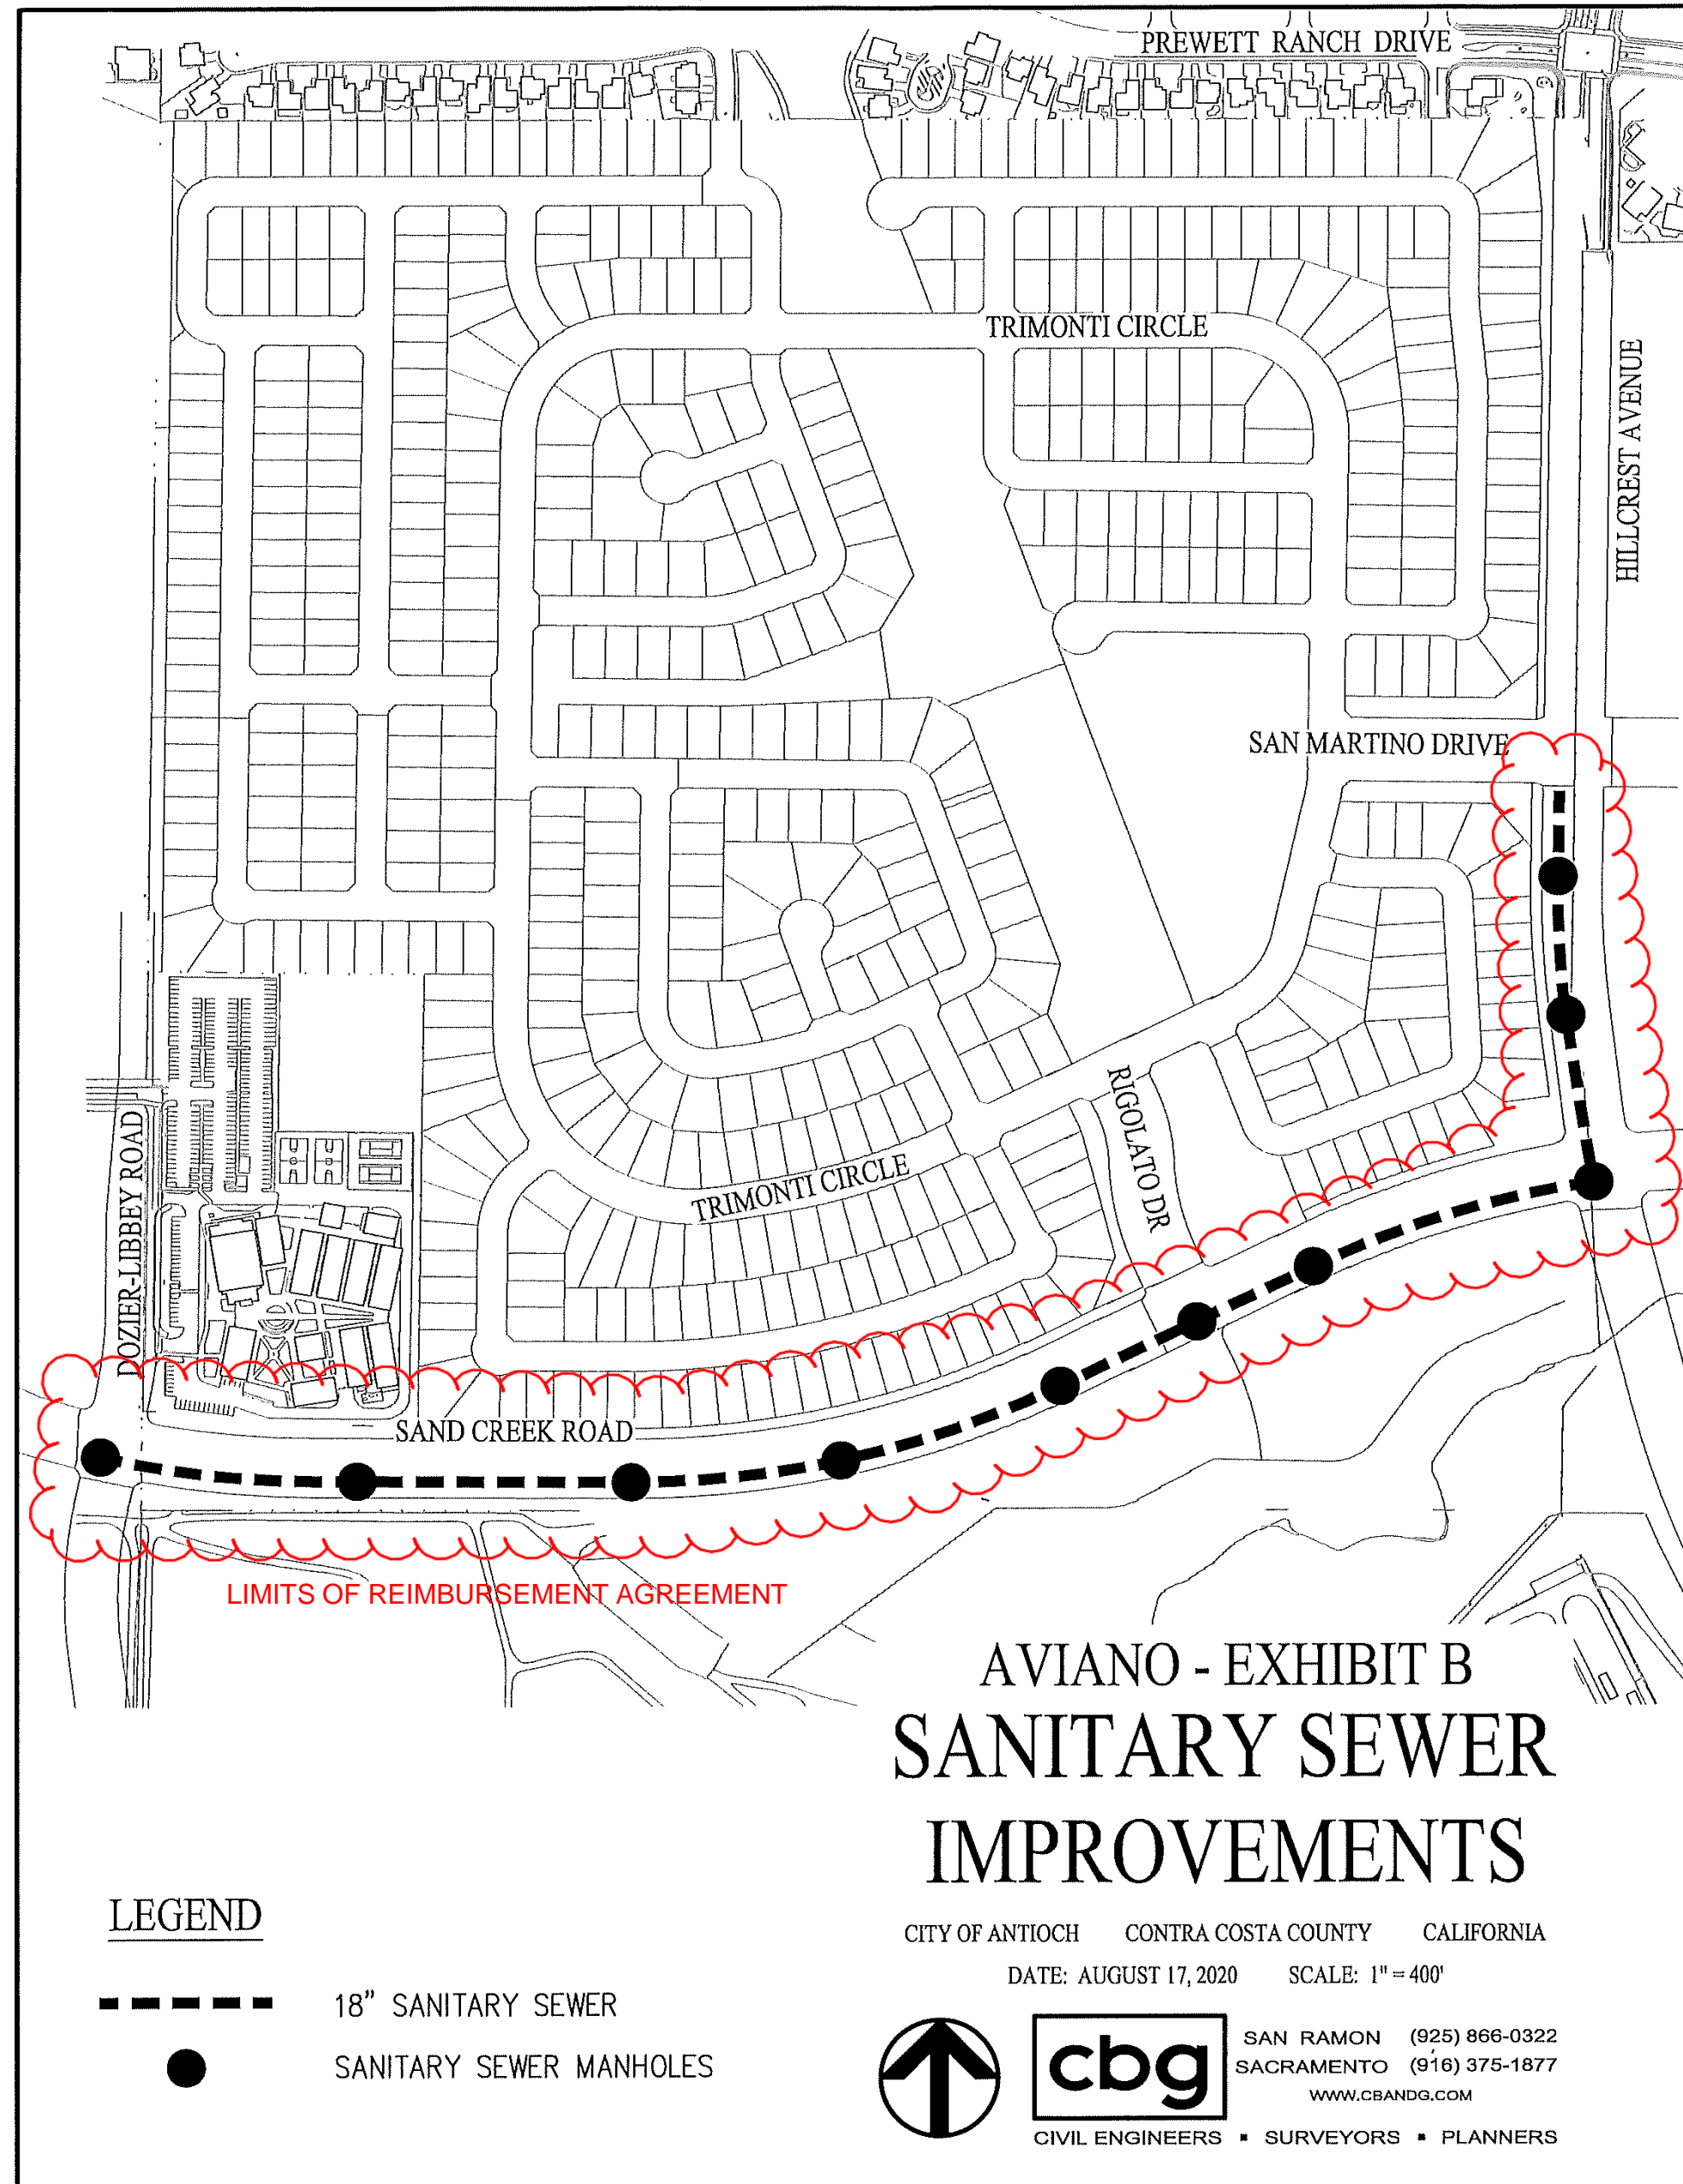 PREWETT RANCH DRIVE
TRIMONTI CIRCLE
HILLCREST AVENUE
SAN MARTINO DRIVE
RIGOLATO DR
DOZIER-LIBBEY ROAD
TRIMONTI CIRCLE
SAND CREEK ROAD
LIMITS OF REIMBURSEMENT AGREEMENT
AVIANO - EXHIBIT B
SANITARY SEWER
IMPROVEMENTS
CITY OF ANTIOCH CONTRA COSTA COUNTY CALIFORNIA
DATE: AUGUST 17, 2020 SCALE: 1" = 400'
LEGEND
18" SANITARY SEWER
SANITARY SEWER MANHOLES
cbg
SAN RAMON (925) 866-0322
SACRAMENTO (916) 375-1877
WWW.CBANDG.COM
CIVIL ENGINEERS ▪ SURVEYORS ▪ PLANNERS